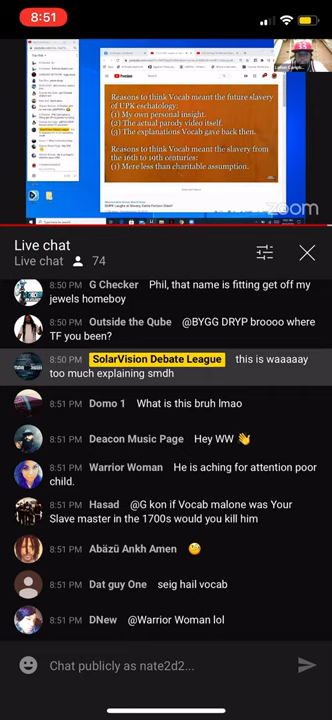 8:51
Reasons to think Vocab meant the future slavery
of UPK eschatology:
(1) My own personal insight.
(2) The actual parody video itself.
(3) The explanations Vocab gave back then.
Reasons to think Vocab meant the slavery from
the 16th to 19th centuries:
(1) Mere less than charitable assumption.
zoom
Live chat
Live chat 74
8:50 PM G Checker Phil, that name is fitting get off my
jewels homeboy
8:50 PM Outside the Qube @BYGG DRYP broooo where
TF you been?
8:50 PM SolarVision Debate League this is waaaaay
too much explaining smdh
8:51 PM Domo 1 What is this bruh lmao
8:51 PM Deacon Music Page Hey WW 👋
8:51 PM Warrior Woman He is aching for attention poor
child.
8:51 PM Hasad @G kon if Vocab malone was Your
Slave master in the 1700s would you kill him
8:51 PM Abäzü Ankh Amen 🧐
8:51 PM Dat guy One seig hail vocab
8:51 PM DNew @Warrior Woman lol
Chat publicly as nate2d2...